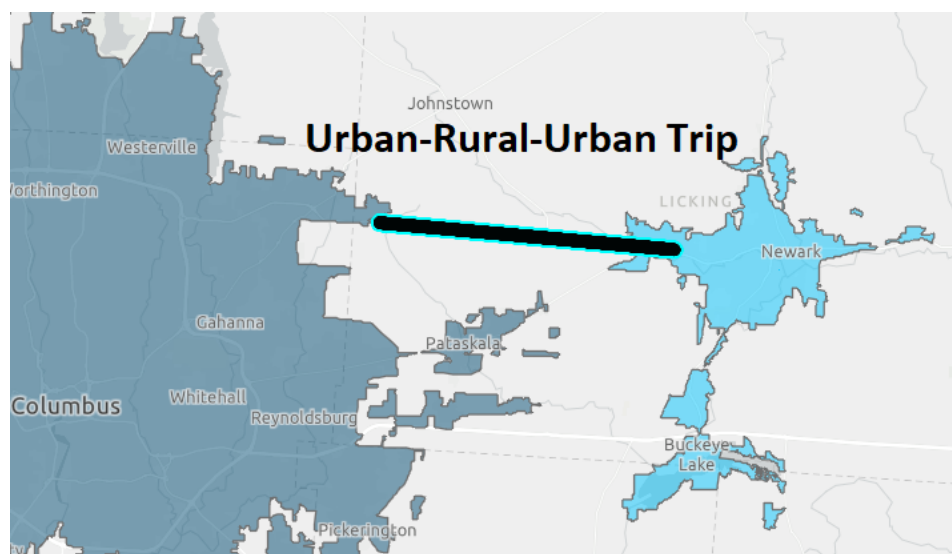 Johnstown
Urban-Rural-Urban Trip
Westerville
Worthington
LICKING
Newark
Gahanna
Pataskala
Whitehall
Columbus
Reynoldsburg
Buckeye
Lake
Pickerington